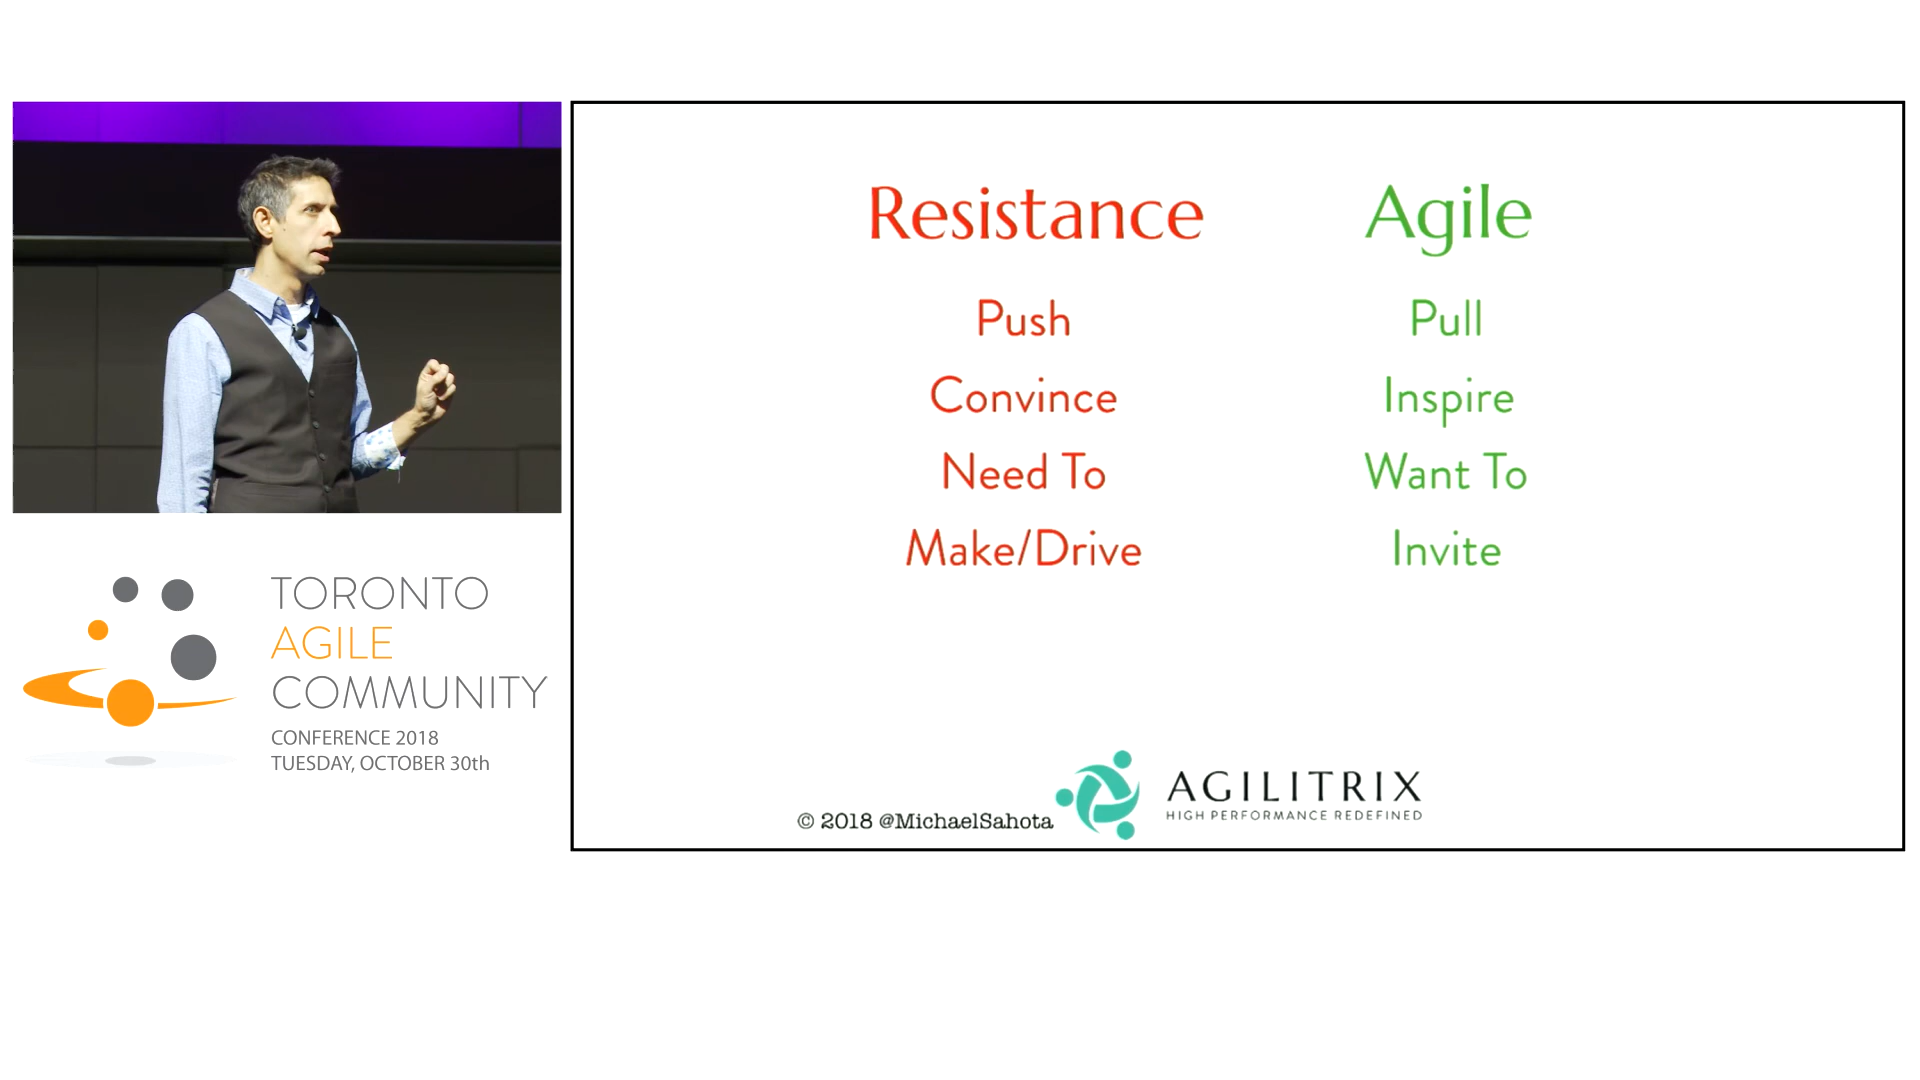 Resistance Agile
Push Pull
Convince Inspire
Need To Want To
Make/Drive Invite
© 2018 @MichaelSahota
AGILITRIX
HIGH PERFORMANCE REDEFINED
TORONTO
AGILE
COMMUNITY
CONFERENCE 2018
TUESDAY, OCTOBER 30th